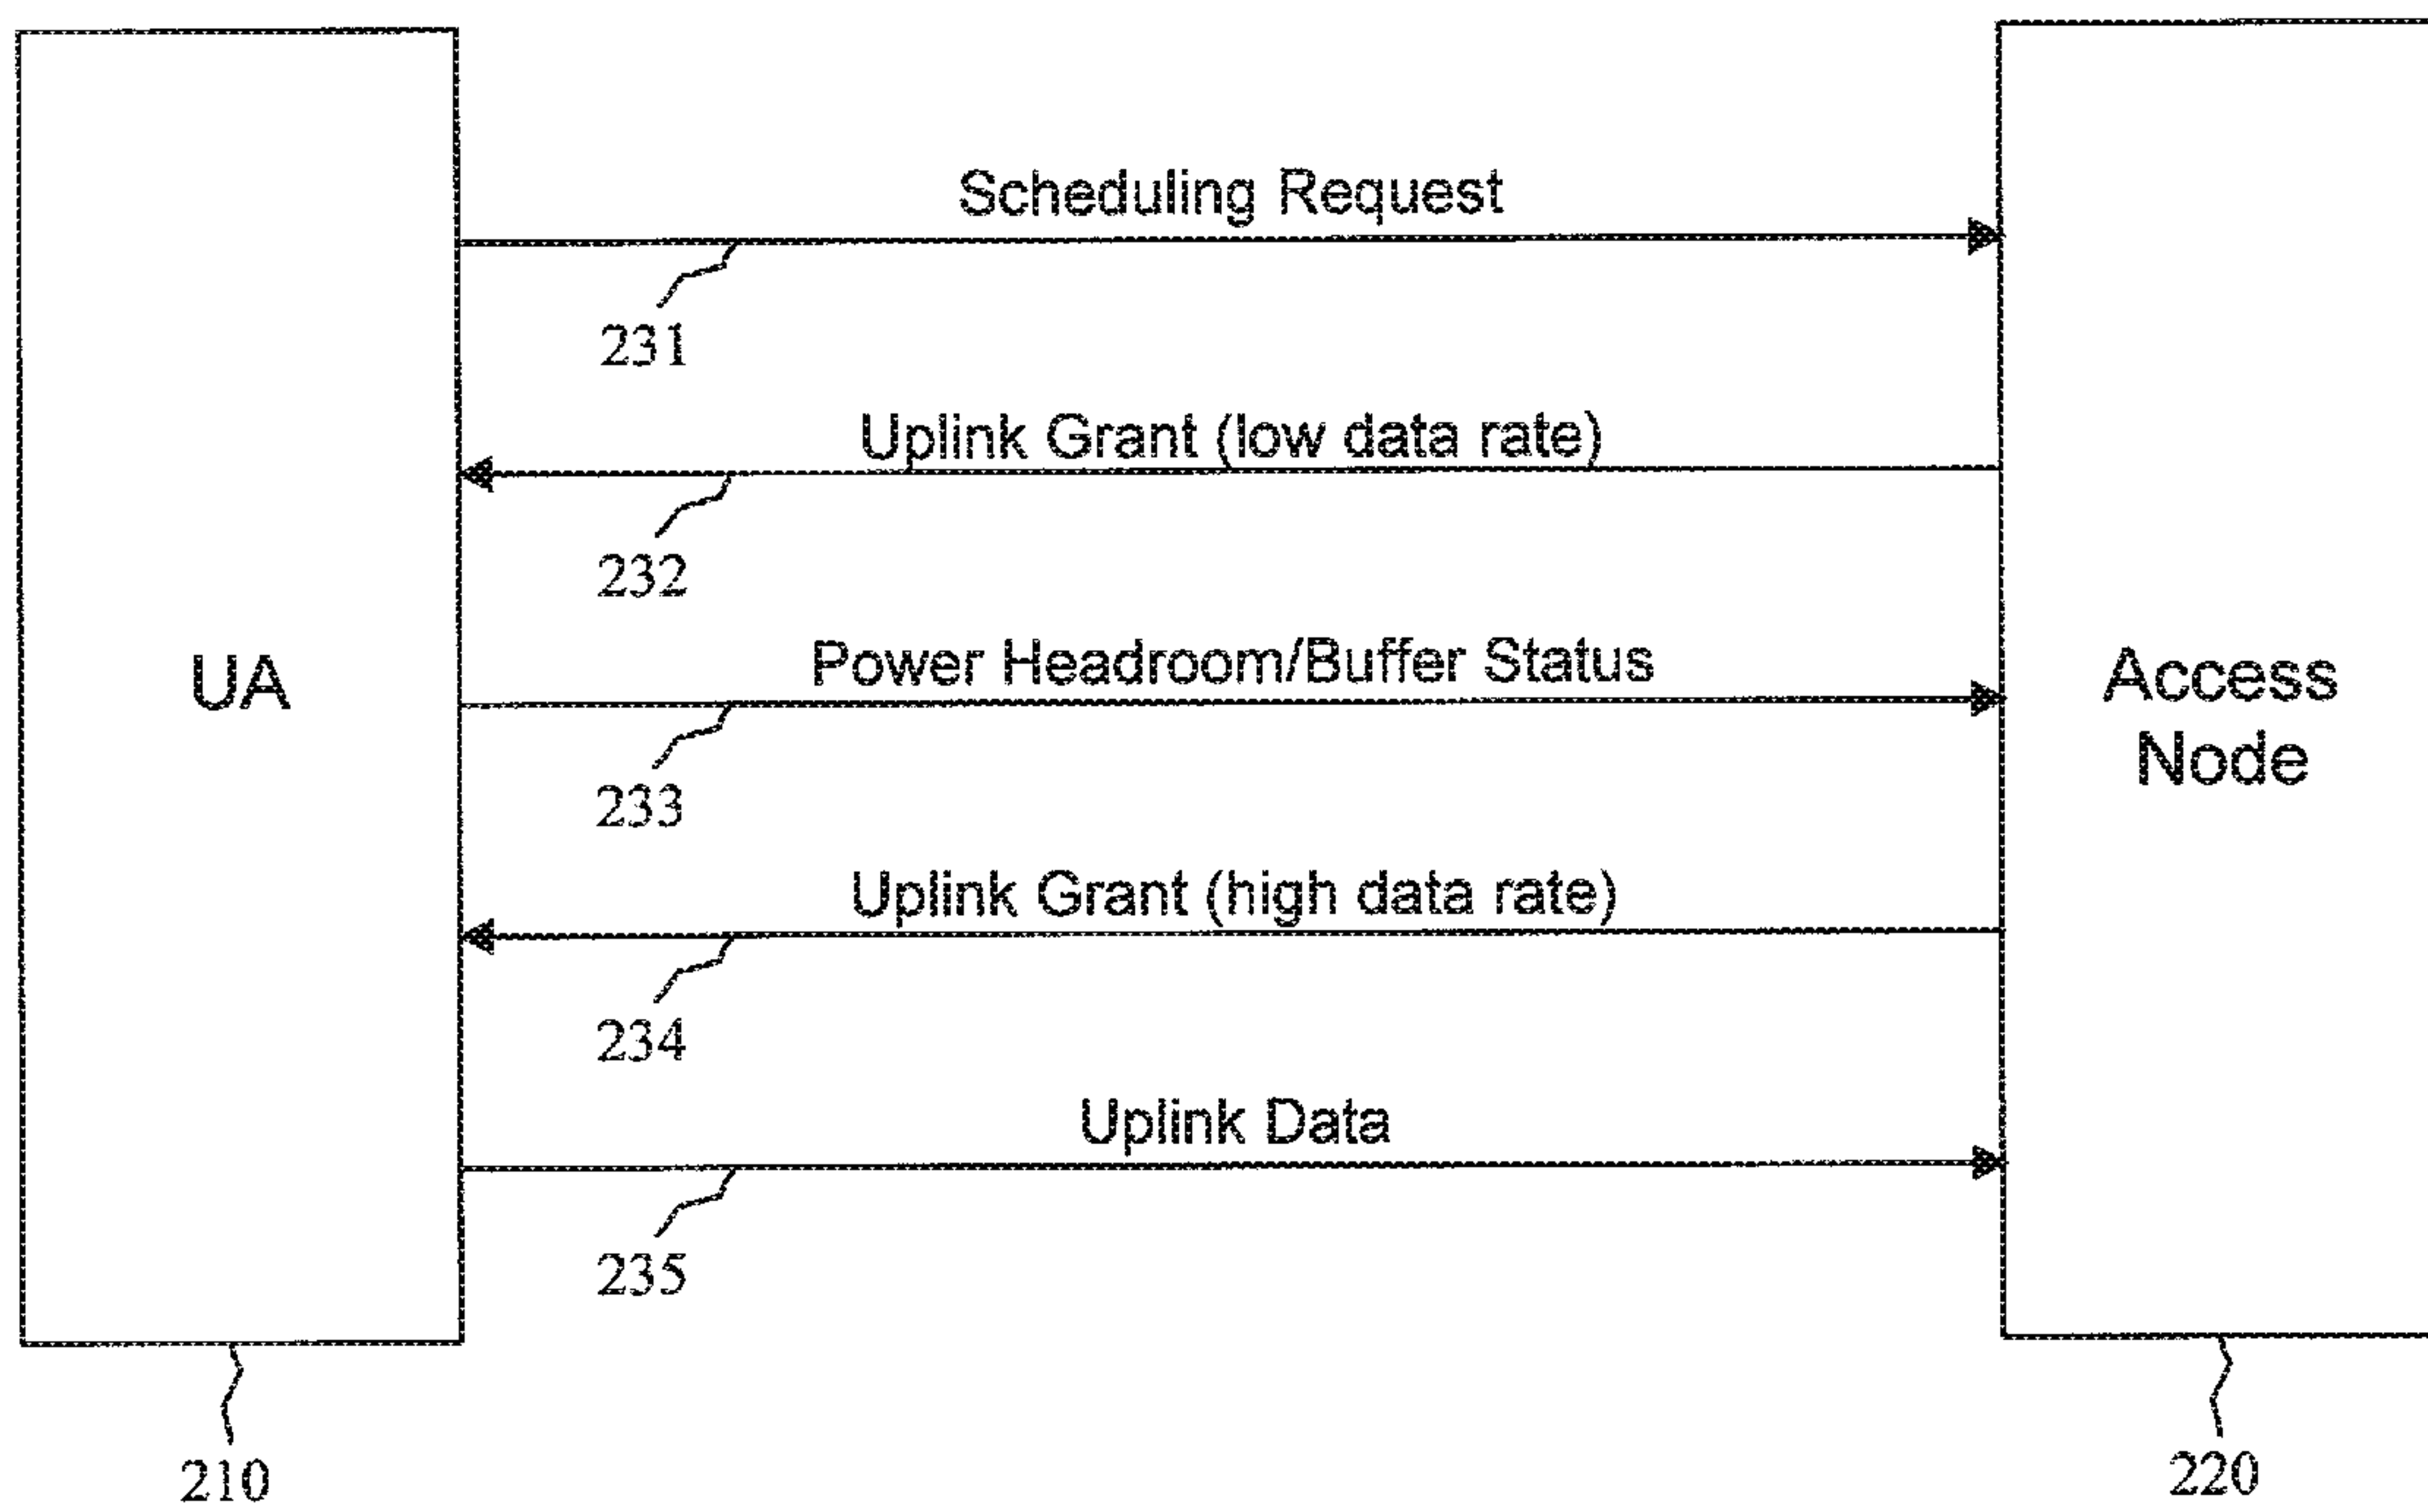 Scheduling Request
231
Uplink Grant (low data rate)
232
UA
Power Headroom/Buffer Status
Access
Node
233
Uplink Grant (high data rate)
234
Uplink Data
235
210
220